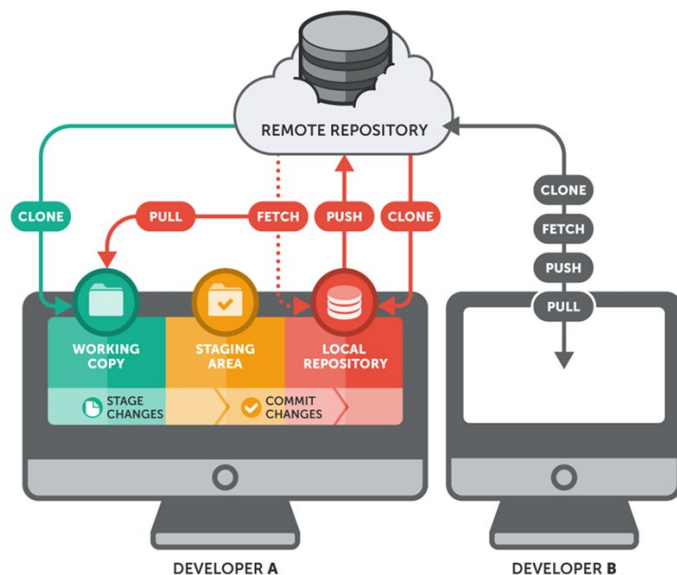 REMOTE REPOSITORY
CLONE
PULL
FETCH
PUSH
CLONE
CLONE
FETCH
PUSH
PULL
WORKING
COPY
STAGING
AREA
LOCAL
REPOSITORY
STAGE
CHANGES
COMMIT
CHANGES
DEVELOPER A
DEVELOPER B